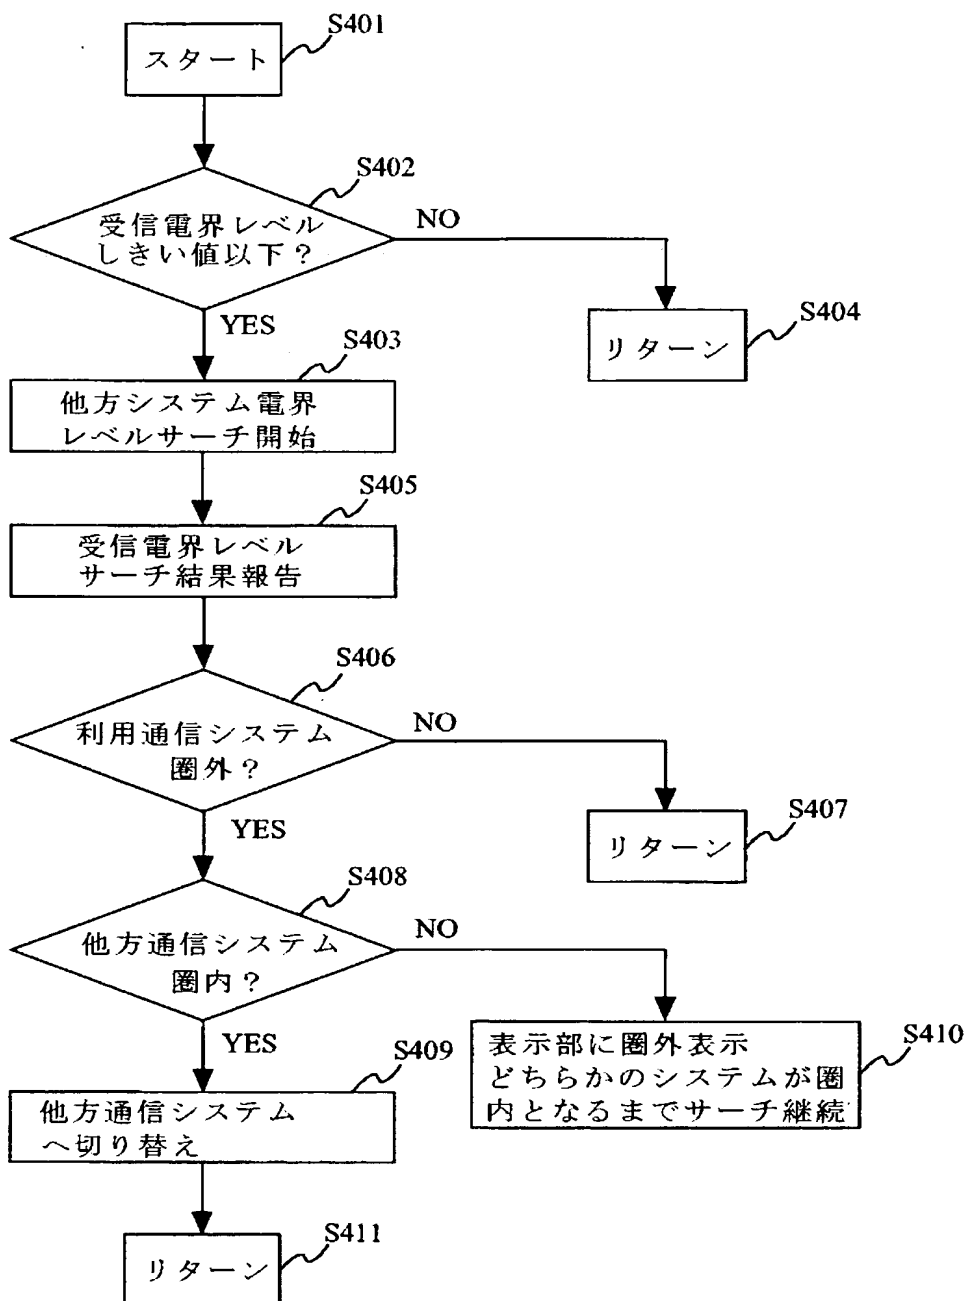 S401
スタート
S402
受信電界レベル
しきい値以下?
NO
YES
S404
リターン
S403
他方システム電界
レベルサーチ開始
S405
受信電界レベル
サーチ結果報告
S406
利用通信システム
圏外?
NO
YES
S407
リターン
S408
他方通信システム
圏内?
NO
YES
S410
表示部に圏外表示
どちらかのシステムが圏
内となるまでサーチ継続
S409
他方通信システム
へ切り替え
S411
リターン